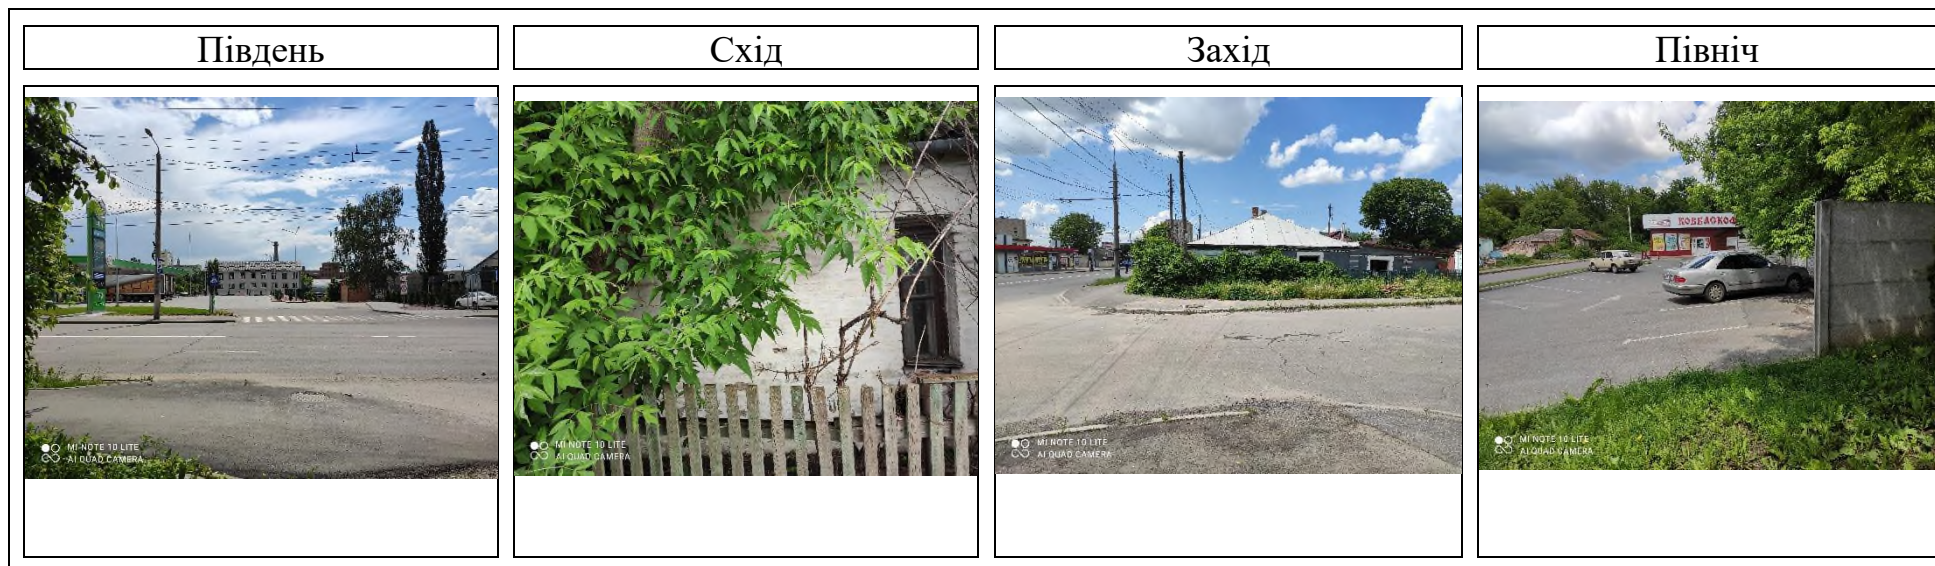 Південь
Схід
Захід
Північ
КОВБАСКОФ
MI NOTE 10 LITE
AI QUAD CAMERA
MI NOTE 10 LITE
AI QUAD CAMERA
MI NOTE 10 LITE
AI QUAD CAMERA
MI NOTE 10 LITE
AI QUAD CAMERA